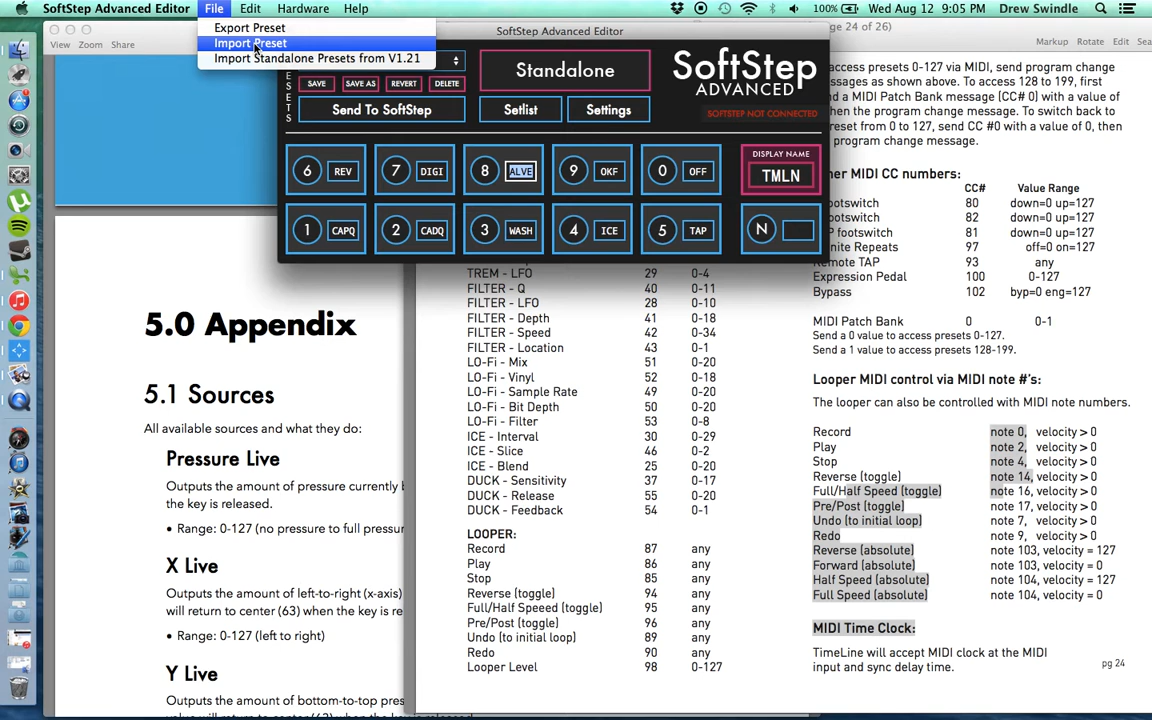 SoftStep Advanced Editor File Edit Hardware Help 100% Wed Aug 12 9:05 PM Drew Swindle
Export Preset
Import Preset
Import Standalone Presets from V1.21
View Zoom Share
SoftStep Advanced Editor
ESETS
SAVE SAVE AS REVERT DELETE
Send To SoftStep
Standalone
Setlist Settings
SoftStep
ADVANCED
SOFTSTEP NOT CONNECTED
6 REV 7 DIGI 8 ALVE 9 OKF 0 OFF
DISPLAY NAME
TMLN
1 CAPQ 2 CADQ 3 WASH 4 ICE 5 TAP N
5.0 Appendix
5.1 Sources
All available sources and what they do:
Pressure Live
Outputs the amount of pressure currently b
the key is released.
• Range: 0-127 (no pressure to full pressur
X Live
Outputs the amount of left-to-right (x-axis)
will return to center (63) when the key is re
• Range: 0-127 (left to right)
Y Live
Outputs the amount of bottom-to-top pres
value will return to center (63) when the key is released
TREM - LFO 29 0-4
FILTER - Q 40 0-11
FILTER - LFO 28 0-10
FILTER - Depth 41 0-18
FILTER - Speed 42 0-34
FILTER - Location 43 0-1
LO-Fi - Mix 51 0-20
LO-Fi - Vinyl 52 0-18
LO-Fi - Sample Rate 49 0-20
LO-Fi - Bit Depth 50 0-20
LO-Fi - Filter 53 0-8
ICE - Interval 30 0-29
ICE - Slice 46 0-2
ICE - Blend 25 0-20
DUCK - Sensitivity 37 0-17
DUCK - Release 55 0-20
DUCK - Feedback 54 0-1
LOOPER:
Record 87 any
Play 86 any
Stop 85 any
Reverse (toggle) 94 any
Full/Half Speeed (toggle) 95 any
Pre/Post (toggle) 96 any
Undo (to initial loop) 89 any
Redo 90 any
Looper Level 98 0-127
ge 24 of 26)
Markup Rotate Edit Sea
access presets 0-127 via MIDI, send program change
ssages as shown above. To access 128 to 199, first
d a MIDI Patch Bank message (CC# 0) with a value of
hen the program change message. To switch back to
reset from 0 to 127, send CC #0 with a value of 0, then
program change message.
her MIDI CC numbers:
CC# Value Range
ootswitch 80 down=0 up=127
ootswitch 82 down=0 up=127
P footswitch 81 down=0 up=127
nite Repeats 97 off=0 on=127
emote TAP 93 any
Expression Pedal 100 0-127
Bypass 102 byp=0 eng=127
MIDI Patch Bank 0 0-1
Send a 0 value to access presets 0-127.
Send a 1 value to access presets 128-199.
Looper MIDI control via MIDI note #'s:
The looper can also be controlled with MIDI note numbers.
Record note 0, velocity > 0
Play note 2, velocity > 0
Stop note 4, velocity > 0
Reverse (toggle) note 14, velocity > 0
Full/Half Speed (toggle) note 16, velocity > 0
Pre/Post (toggle) note 17, velocity > 0
Undo (to initial loop) note 7, velocity > 0
Redo note 9, velocity > 0
Reverse (absolute) note 103, velocity = 127
Forward (absolute) note 103, velocity = 0
Half Speed (absolute) note 104, velocity = 127
Full Speed (absolute) note 104, velocity = 0
MIDI Time Clock:
TimeLine will accept MIDI clock at the MIDI
input and sync delay time.
pg 24